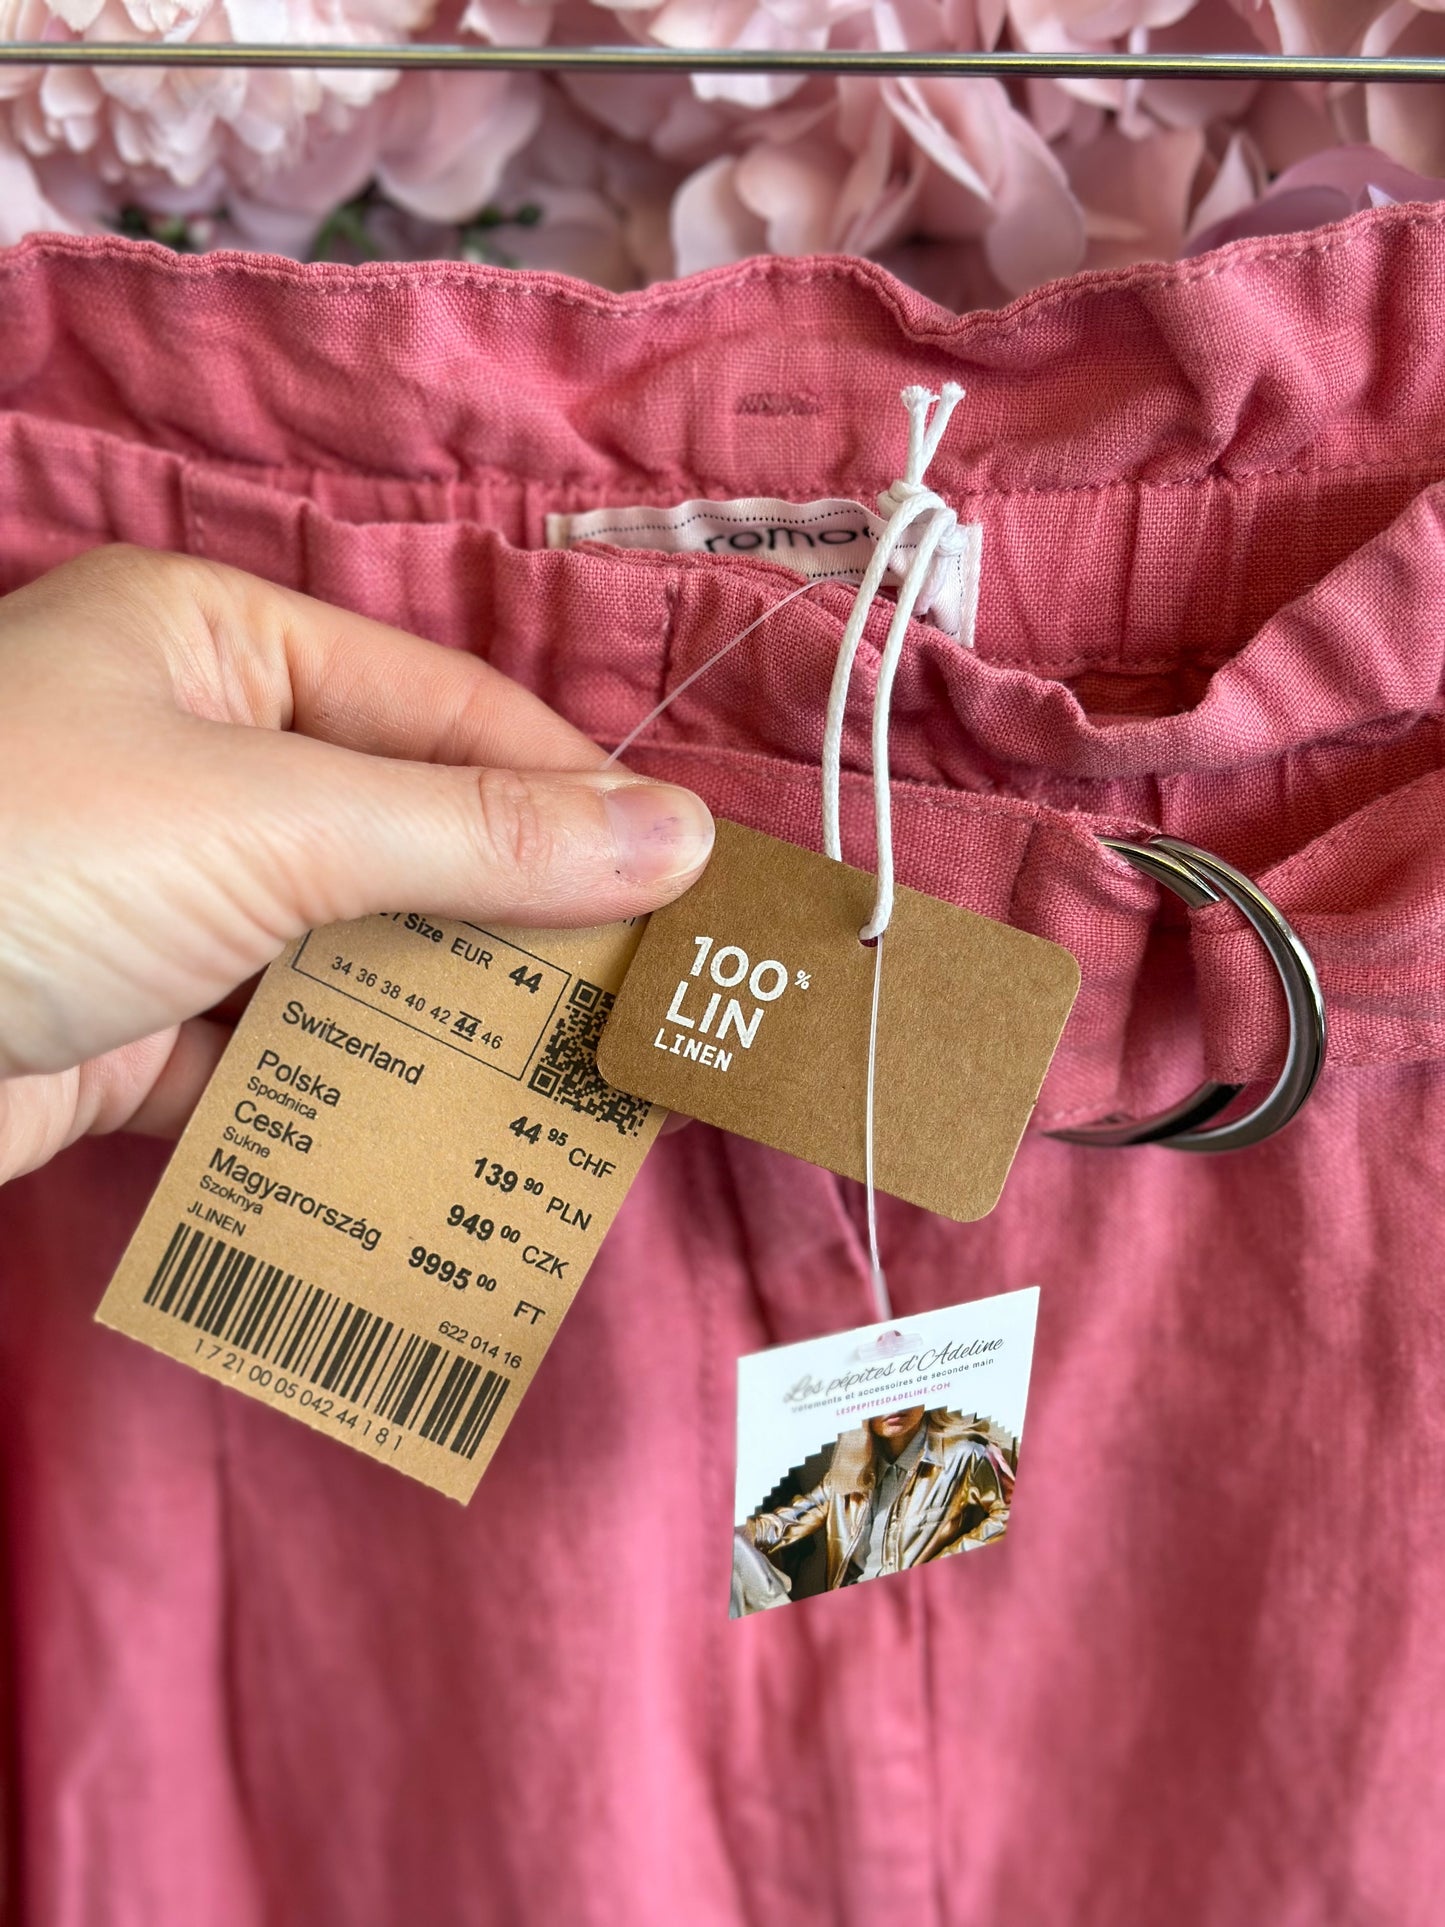 romo
Size EUR 44
34 36 38 40 42 44 46
Switzerland 44 95 CHF
Polska 139 90 PLN
Spodnica
Ceska 949 00 CZK
Sukne
Magyarország 9995 00 FT
Szoknya
JLINEN
622 014 16
1 7 21 00 05 042 44 1 8 1
100%
LIN
LINEN
Les pépites d'Adeline
Vêtements et accessoires de seconde main
LESPEPITESDADELINE.COM